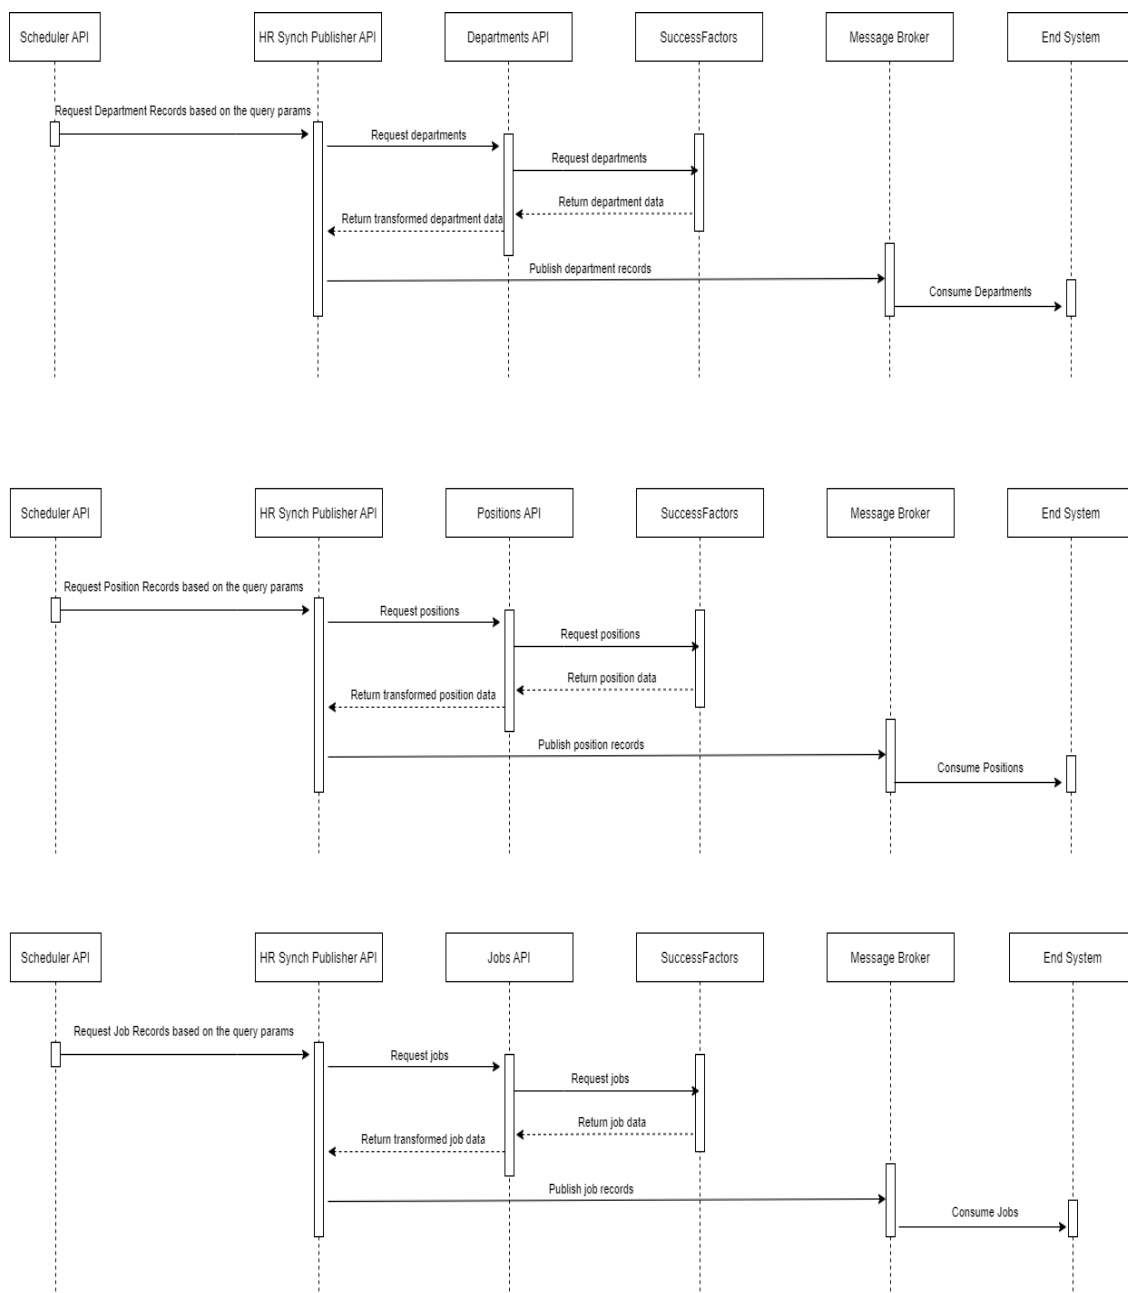 Scheduler API
HR Synch Publisher API
Departments API
SuccessFactors
Message Broker
End System
Request Department Records based on the query params
Request departments
Request departments
Return department data
Return transformed department data
Publish department records
Consume Departments
Scheduler API
HR Synch Publisher API
Positions API
SuccessFactors
Message Broker
End System
Request Position Records based on the query params
Request positions
Request positions
Return position data
Return transformed position data
Publish position records
Consume Positions
Scheduler API
HR Synch Publisher API
Jobs API
SuccessFactors
Message Broker
End System
Request Job Records based on the query params
Request jobs
Request jobs
Return job data
Return transformed job data
Publish job records
Consume Jobs